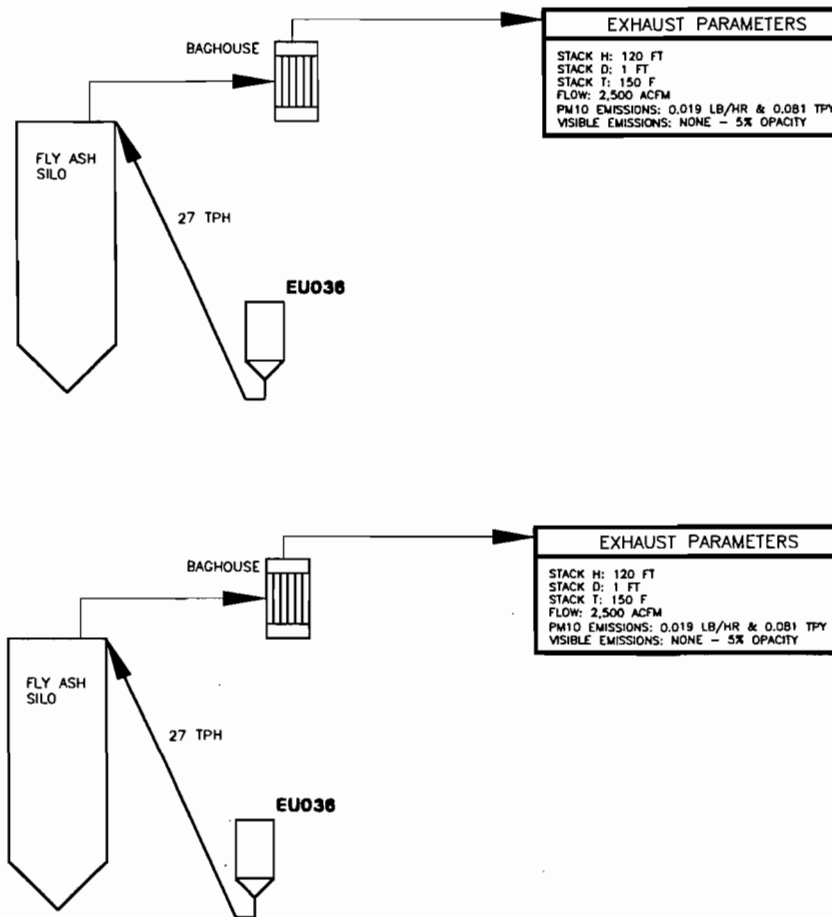 BAGHOUSE
EXHAUST PARAMETERS
STACK H: 120 FT
STACK D: 1 FT
STACK T: 150 F
FLOW: 2,500 ACFM
PM10 EMISSIONS: 0.019 LB/HR & 0.081 TPY
VISIBLE EMISSIONS: NONE - 5% OPACITY
FLY ASH
SILO
27 TPH
EU036
BAGHOUSE
EXHAUST PARAMETERS
STACK H: 120 FT
STACK D: 1 FT
STACK T: 150 F
FLOW: 2,500 ACFM
PM10 EMISSIONS: 0.019 LB/HR & 0.081 TPY
VISIBLE EMISSIONS: NONE - 5% OPACITY
FLY ASH
SILO
27 TPH
EU036